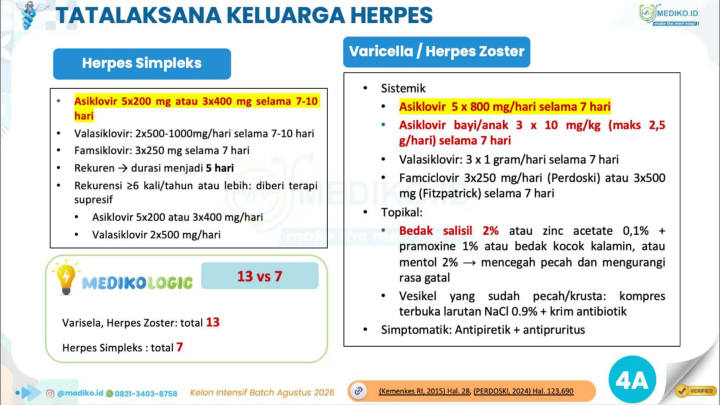 TATALAKSANA KELUARGA HERPES
MEDIKO.ID
Herpes Simpleks
Asiklovir 5x200 mg atau 3x400 mg selama 7-10
hari
Valasiklovir: 2x500-1000mg/hari selama 7-10 hari
Famsiklovir: 3x250 mg selama 7 hari
Rekuren → durasi menjadi 5 hari
Rekurensi ≥6 kali/tahun atau lebih: diberi terapi
supresif
Asiklovir 5x200 atau 3x400 mg/hari
Valasiklovir 2x500 mg/hari
MEDIKOLOGIC
13 vs 7
Varisela, Herpes Zoster: total 13
Herpes Simpleks : total 7
Varicella / Herpes Zoster
Sistemik
Asiklovir 5 x 800 mg/hari selama 7 hari
Asiklovir bayi/anak 3 x 10 mg/kg (maks 2,5
g/hari) selama 7 hari
Valasiklovir: 3 x 1 gram/hari selama 7 hari
Famciclovir 3x250 mg/hari (Perdoski) atau 3x500
mg (Fitzpatrick) selama 7 hari
Topikal:
Bedak salisil 2% atau zinc acetate 0,1% +
pramoxine 1% atau bedak kocok kalamin, atau
mentol 2% → mencegah pecah dan mengurangi
rasa gatal
Vesikel yang sudah pecah/krusta: kompres
terbuka larutan NaCl 0.9% + krim antibiotik
Simptomatik: Antipiretik + antipruritus
4A
VERIFIED
@mediko.id 0821-3403-8758 Kelon Intensif Batch Agustus 2026
(Kemenkes RI, 2015) Hal. 28, (PERDOSKI, 2024) Hal. 123,690